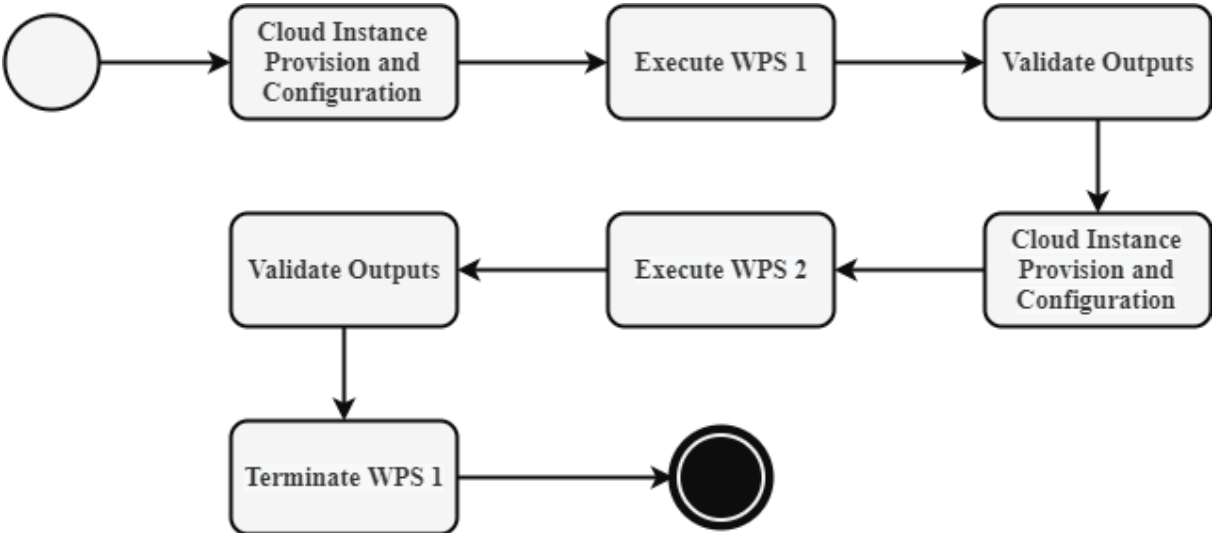 Cloud Instance
Provision and
Configuration
Execute WPS 1
Validate Outputs
Cloud Instance
Provision and
Configuration
Execute WPS 2
Validate Outputs
Terminate WPS 1